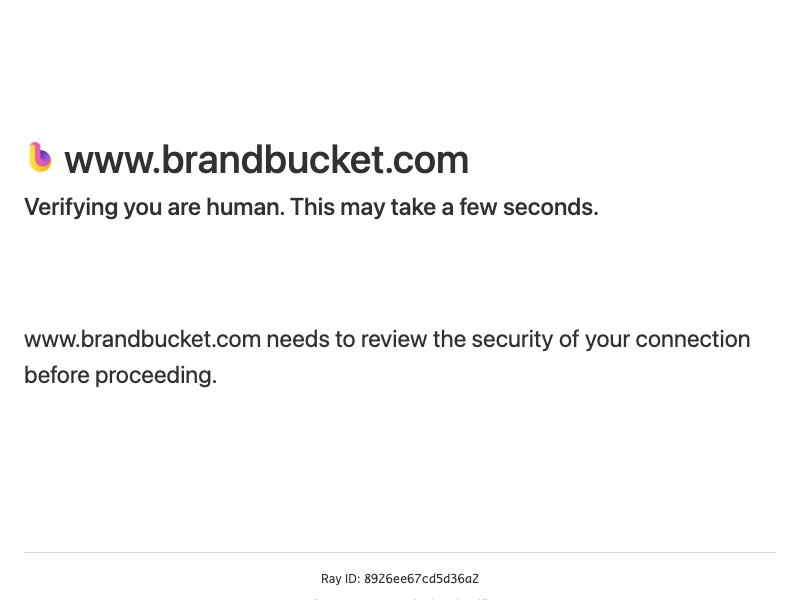 www.brandbucket.com
Verifying you are human. This may take a few seconds.
www.brandbucket.com needs to review the security of your connection
before proceeding.
Ray ID: 8926ee67cd5d36a2